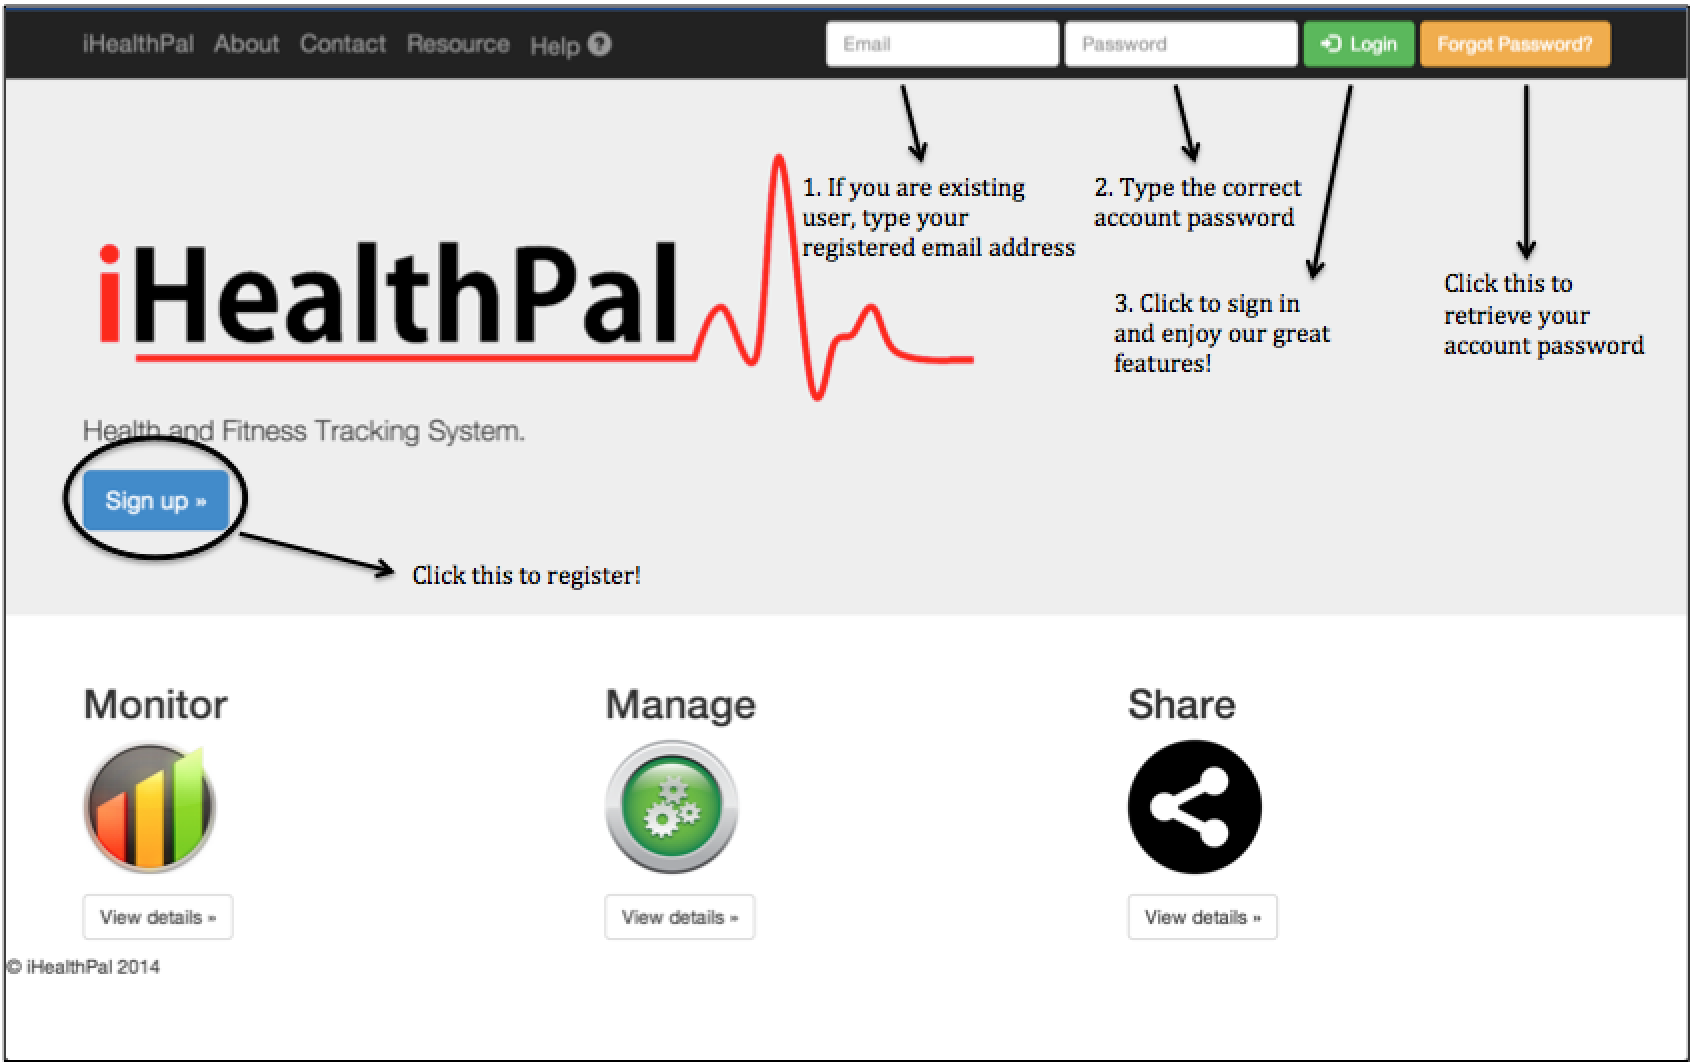 iHealthPal About Contact Resource Help ?
Email Password Login Forgot Password?
1. If you are existing
user, type your
registered email address
2. Type the correct
account password
3. Click to sign in
and enjoy our great
features!
Click this to
retrieve your
account password
iHealthPal
Health and Fitness Tracking System.
Sign up »
Click this to register!
Monitor
View details »
Manage
View details »
Share
View details »
© iHealthPal 2014